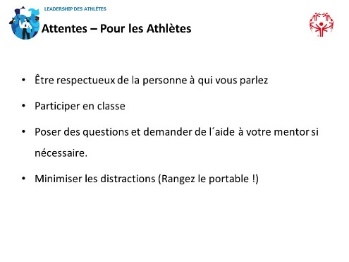 LEADERSHIP DES ATHLÈTES
Attentes – Pour les Athlètes
• Être respectueux de la personne à qui vous parlez
• Participer en classe
• Poser des questions et demander de l´aide à votre mentor si
nécessaire.
• Minimiser les distractions (Rangez le portable !)